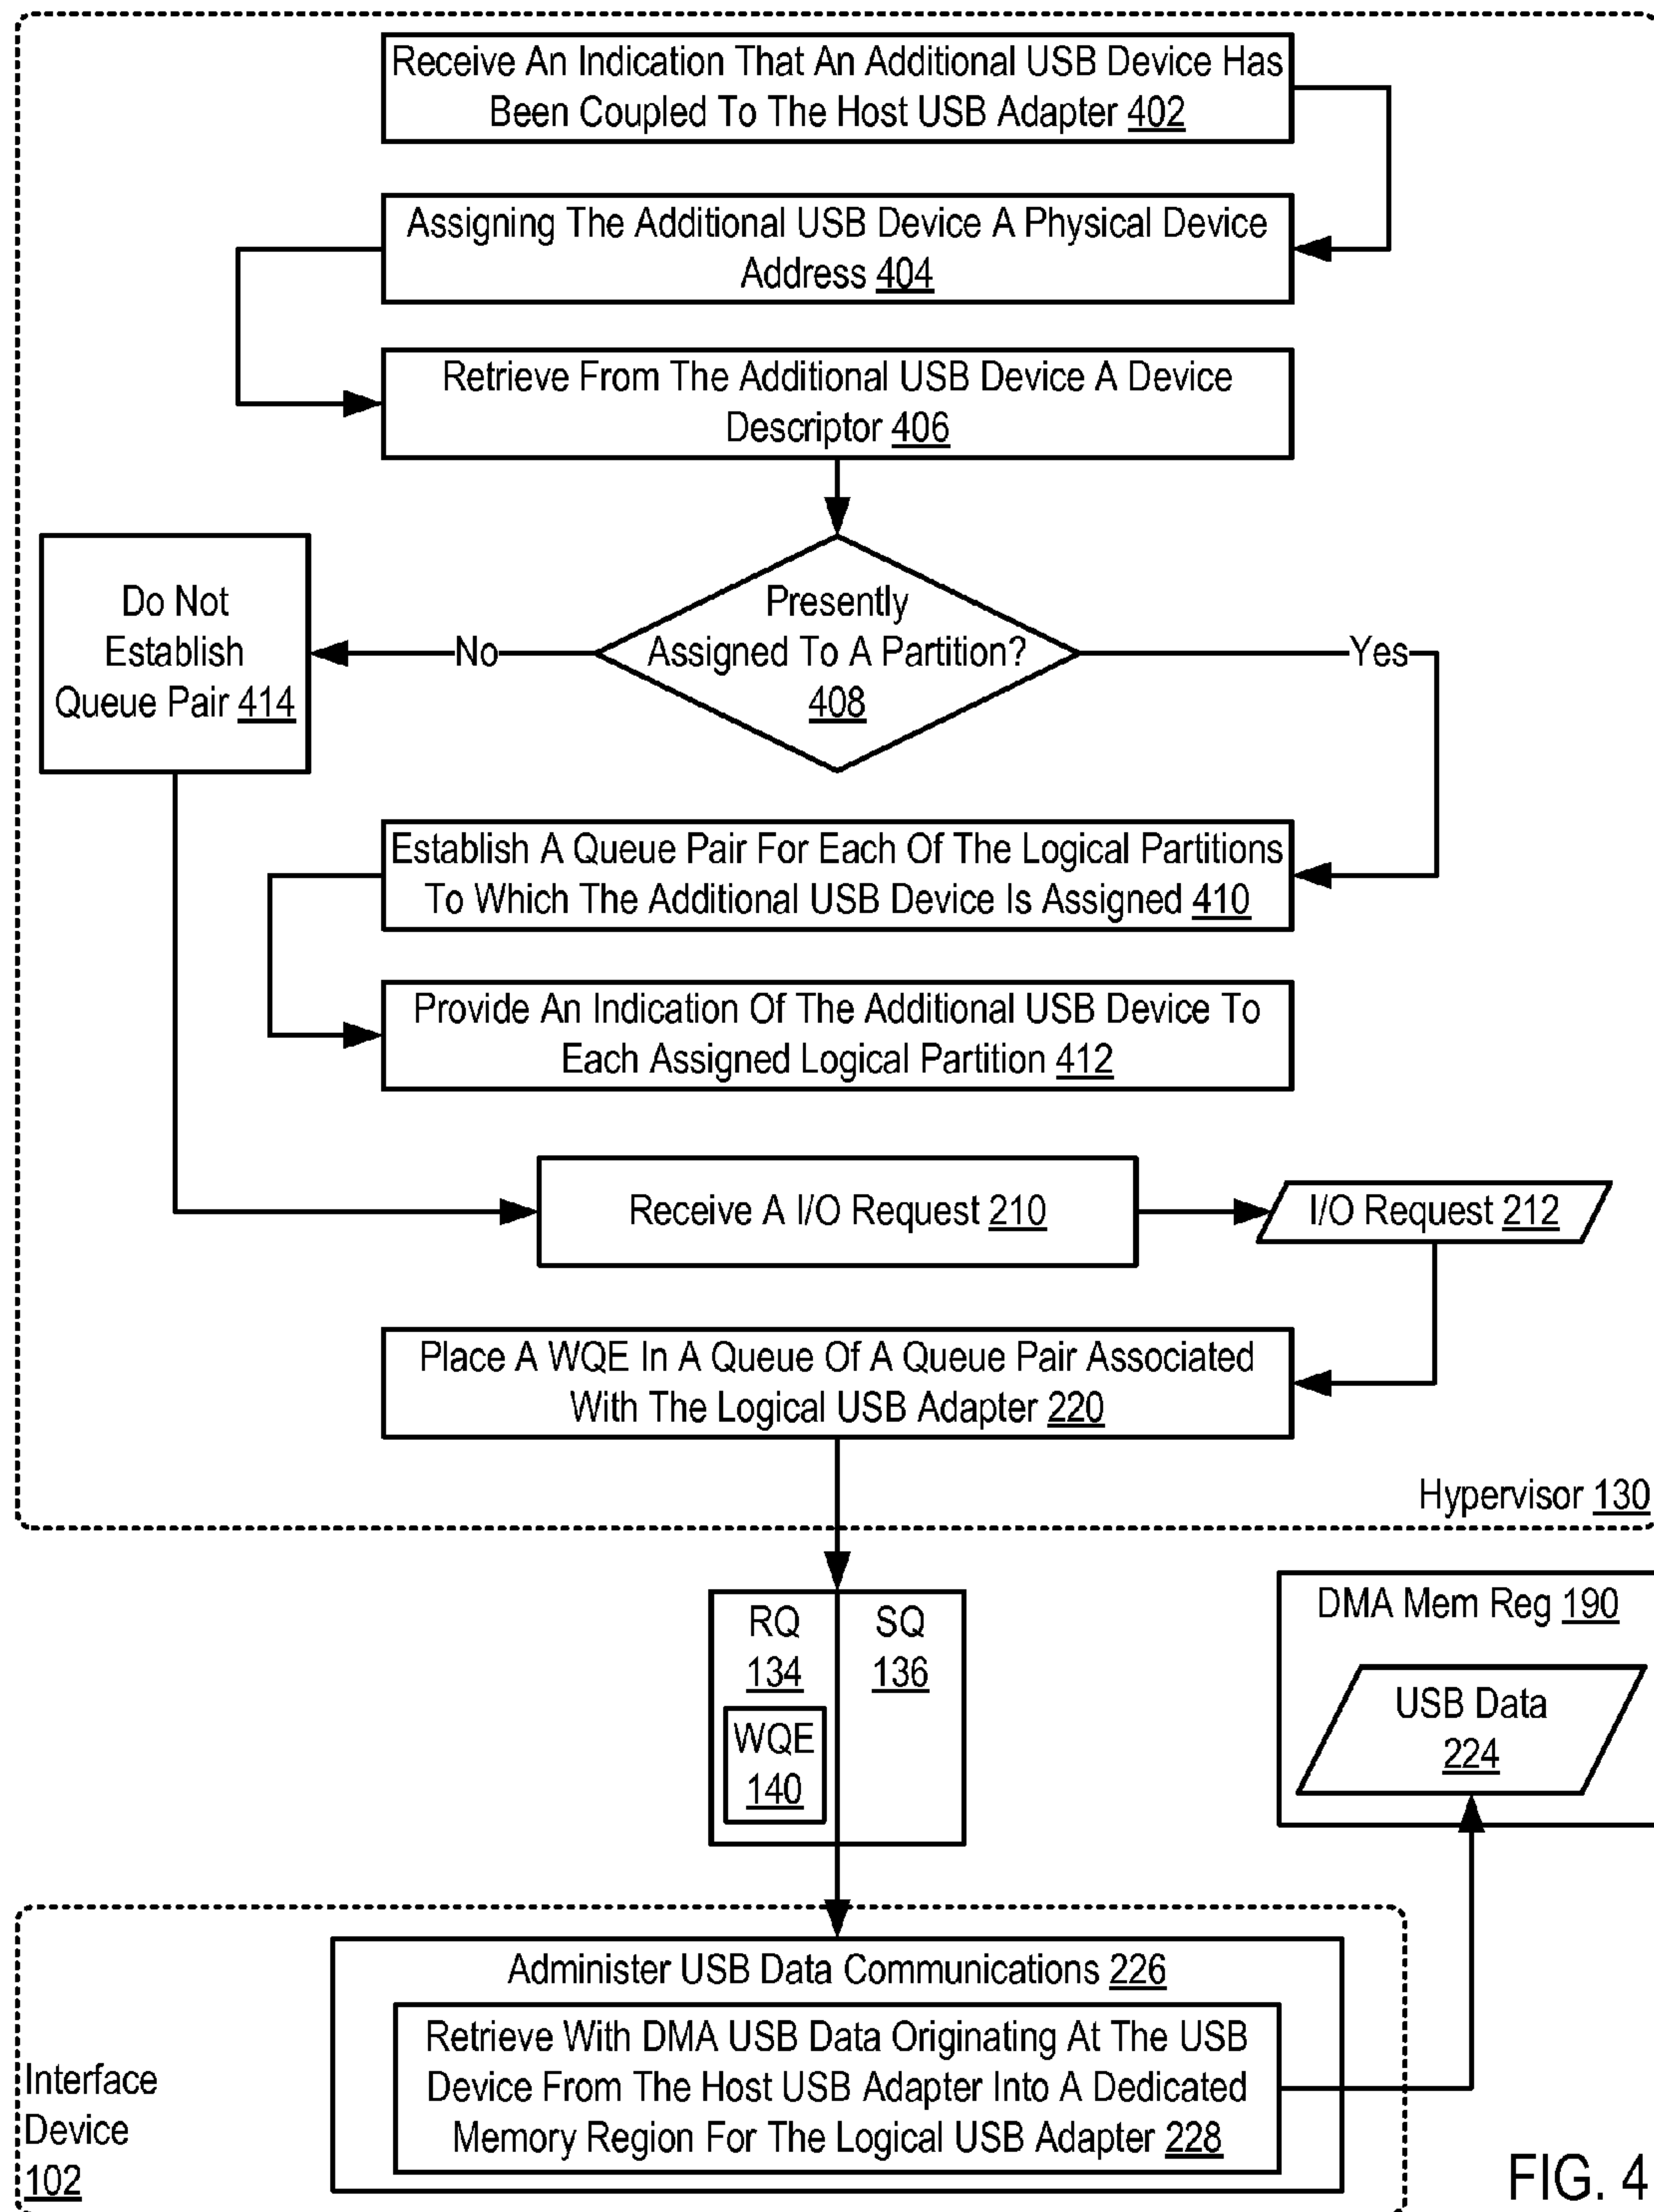 Receive An Indication That An Additional USB Device Has
Been Coupled To The Host USB Adapter 402
Assigning The Additional USB Device A Physical Device
Address 404
Retrieve From The Additional USB Device A Device
Descriptor 406
Do Not
Establish
Queue Pair 414
No
Presently
Assigned To A Partition?
408
Yes
Establish A Queue Pair For Each Of The Logical Partitions
To Which The Additional USB Device Is Assigned 410
Provide An Indication Of The Additional USB Device To
Each Assigned Logical Partition 412
Receive A I/O Request 210
I/O Request 212
Place A WQE In A Queue Of A Queue Pair Associated
With The Logical USB Adapter 220
Hypervisor 130
RQ
134
WQE
140
SQ
136
DMA Mem Reg 190
USB Data
224
Administer USB Data Communications 226
Retrieve With DMA USB Data Originating At The USB
Device From The Host USB Adapter Into A Dedicated
Memory Region For The Logical USB Adapter 228
Interface
Device
102
FIG. 4